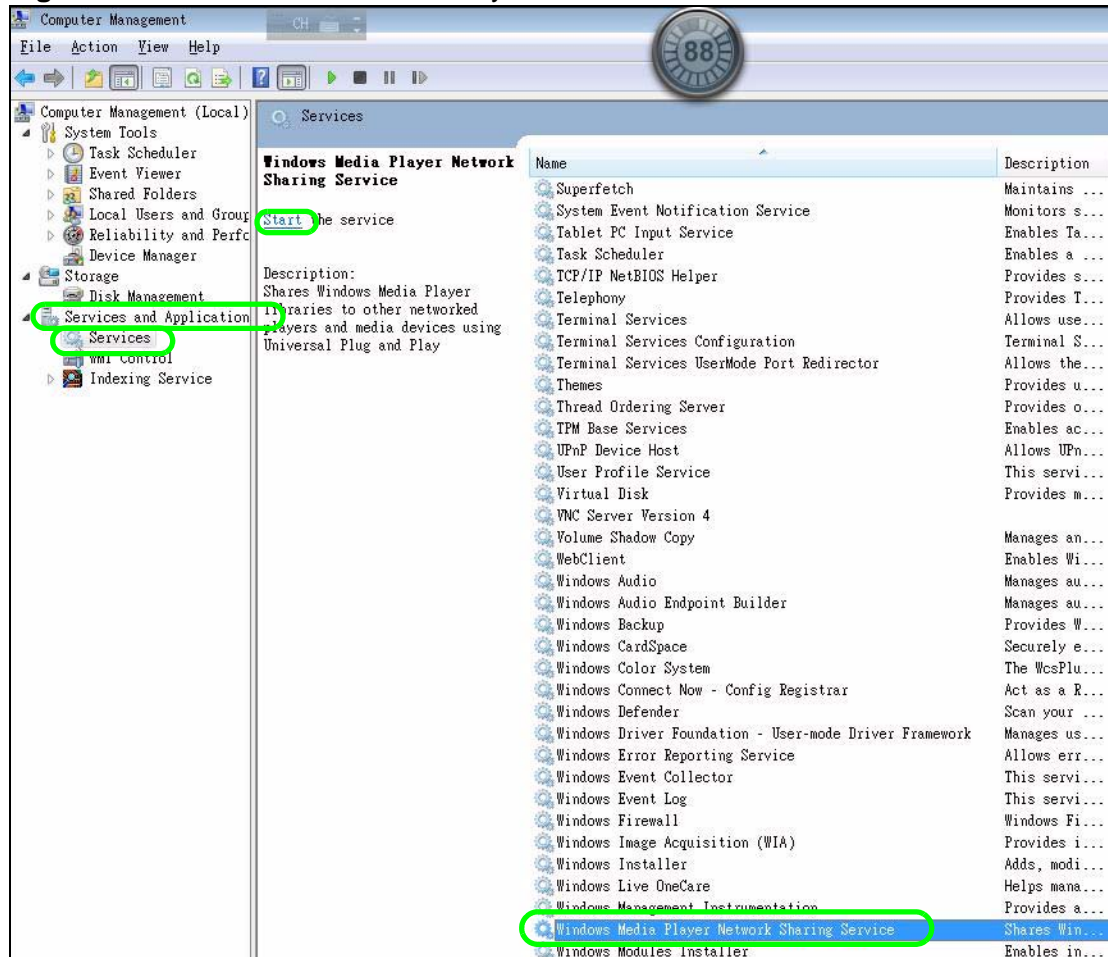 Computer Management
CH
File Action View Help
88
Computer Management (Local)
System Tools
Task Scheduler
Event Viewer
Shared Folders
Local Users and Group
Reliability and Perfc
Device Manager
Storage
Disk Management
Services and Application
Services
WMI Control
Indexing Service
Services
Windows Media Player Network
Sharing Service
Start the service
Description:
Shares Windows Media Player
libraries to other networked
players and media devices using
Universal Plug and Play
Name Description
Superfetch Maintains ...
System Event Notification Service Monitors s...
Tablet PC Input Service Enables Ta...
Task Scheduler Enables a ...
TCP/IP NetBIOS Helper Provides s...
Telephony Provides T...
Terminal Services Allows use...
Terminal Services Configuration Terminal S...
Terminal Services UserMode Port Redirector Allows the...
Themes Provides u...
Thread Ordering Server Provides o...
TPM Base Services Enables ac...
UPnP Device Host Allows UPn...
User Profile Service This servi...
Virtual Disk Provides m...
VNC Server Version 4
Volume Shadow Copy Manages an...
WebClient Enables Wi...
Windows Audio Manages au...
Windows Audio Endpoint Builder Manages au...
Windows Backup Provides W...
Windows CardSpace Securely e...
Windows Color System The WcsPlu...
Windows Connect Now - Config Registrar Act as a R...
Windows Defender Scan your ...
Windows Driver Foundation - User-mode Driver Framework Manages us...
Windows Error Reporting Service Allows err...
Windows Event Collector This servi...
Windows Event Log This servi...
Windows Firewall Windows Fi...
Windows Image Acquisition (WIA) Provides i...
Windows Installer Adds, modi...
Windows Live OneCare Helps mana...
Windows Management Instrumentation Provides a...
Windows Media Player Network Sharing Service Shares Win...
Windows Modules Installer Enables in...